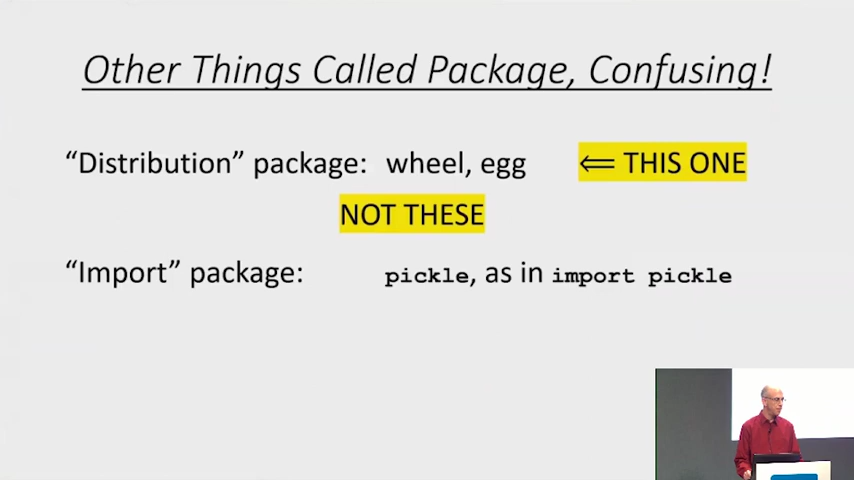 Other Things Called Package, Confusing!
“Distribution” package: wheel, egg ⟸ THIS ONE
NOT THESE
“Import” package: pickle, as in import pickle